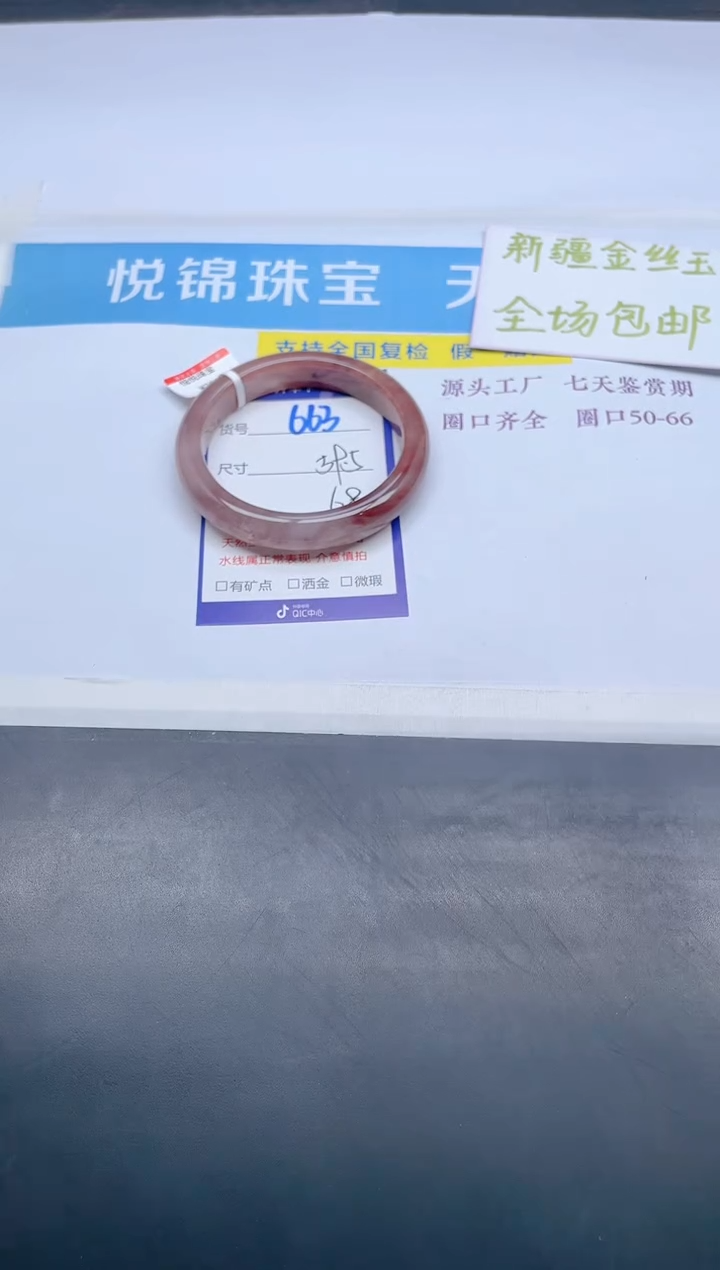 悦锦珠宝
新疆金丝玉
全场包邮
支持全国复检 假一
源头工厂 七天鉴赏期
圈口齐全 圈口50-66
货号 663
尺寸
68
水线属正常表现 介意慎拍
□有矿点 □洒金 □微瑕
QIC中心